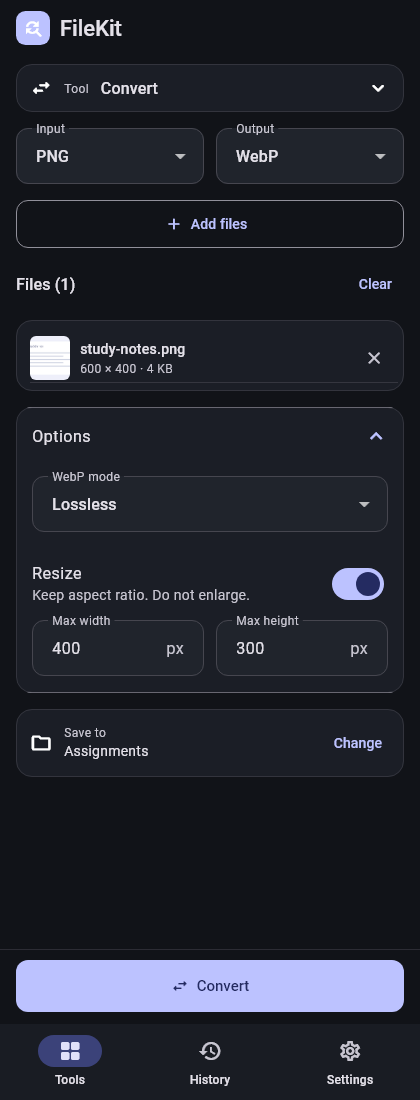 FileKit
Tool Convert
Input
Output
PNG
WebP
Add files
Files (1)
Clear
study-notes.png
600 × 400 · 4 KB
Options
WebP mode
Lossless
Resize
Keep aspect ratio. Do not enlarge.
Max width
Max height
400 px
300 px
Save to
Assignments
Change
Convert
Tools
History
Settings